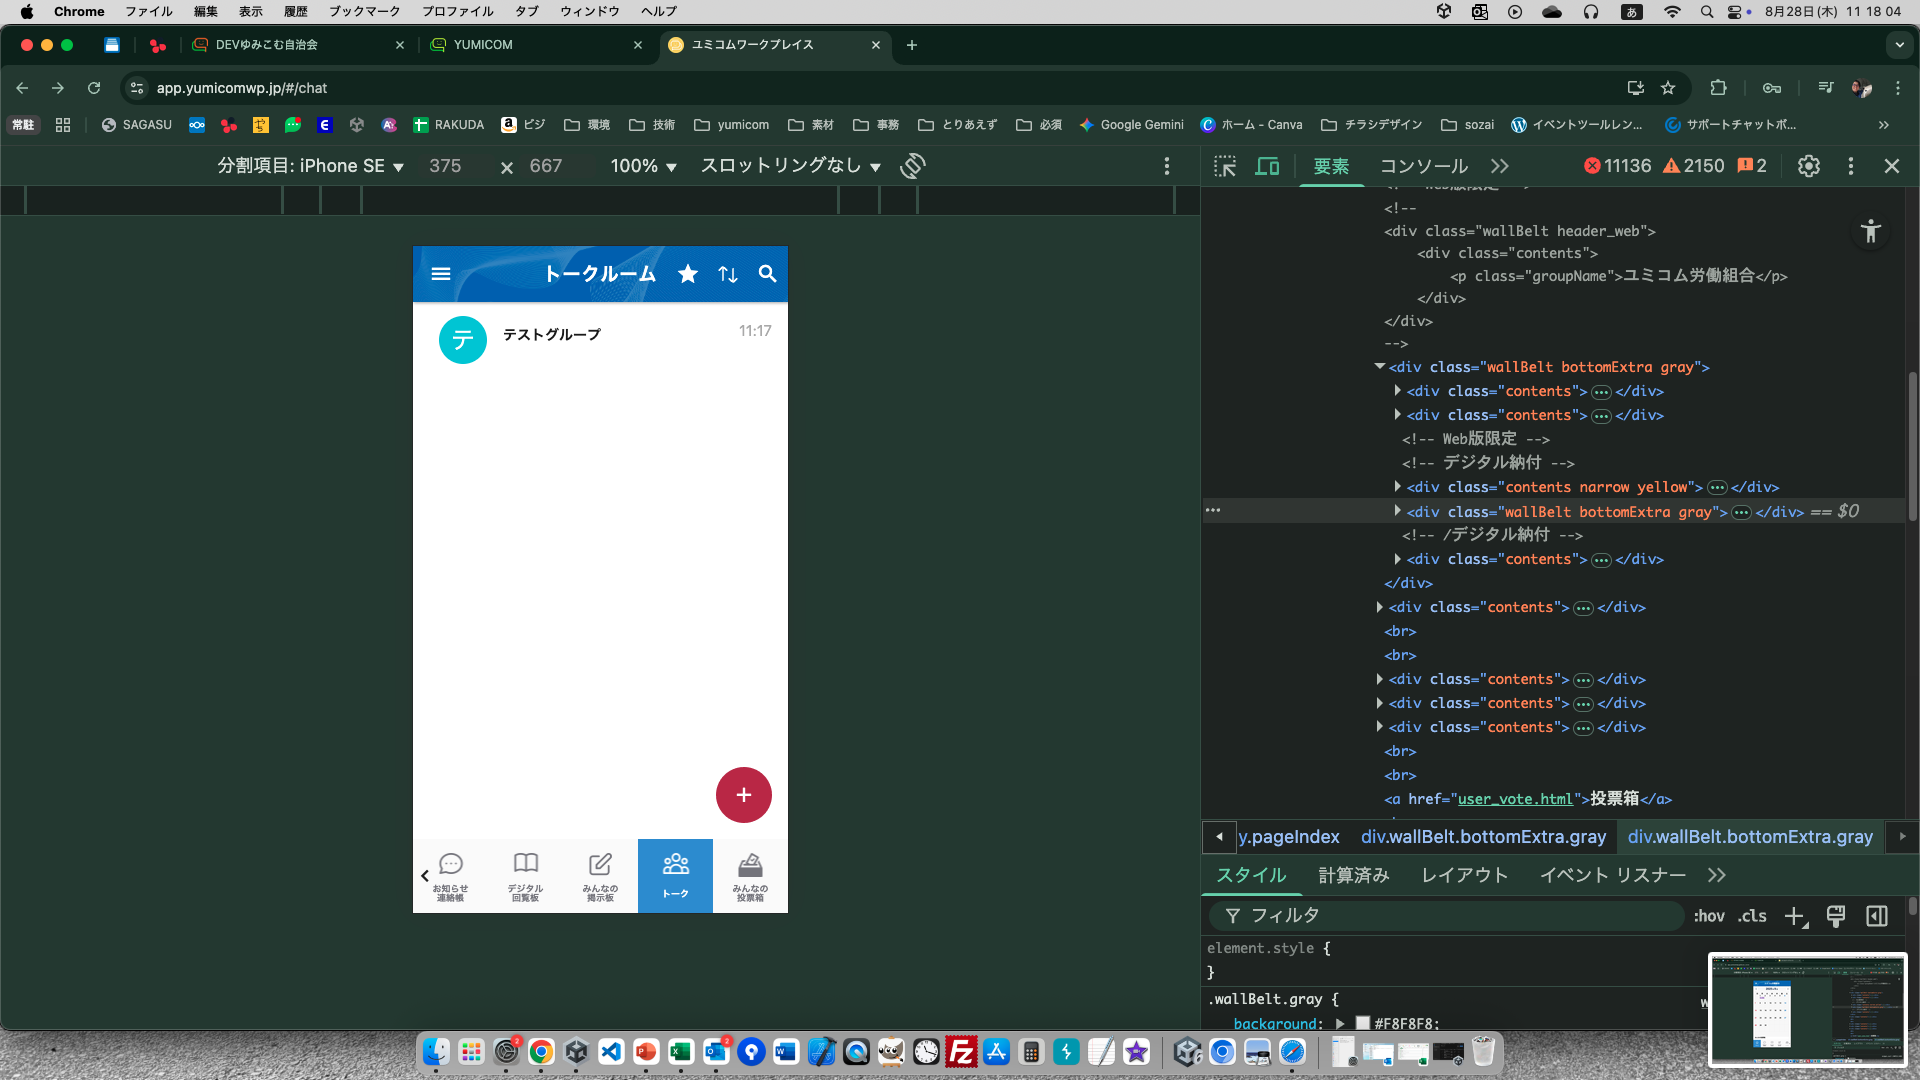 Chrome ファイル 編集 表示 履歴 ブックマーク プロファイル タブ ウィンドウ ヘルプ あ 8月28日(木) 11 18 04
DEVゆみこむ自治会 YUMICOM ユミコムワークプレイス
app.yumicomwp.jp/#/chat
常駐 SAGASU RAKUDA ビジ 環境 技術 yumicom 素材 事務 とりあえず 必須 Google Gemini ホーム - Canva チラシデザイン sozai イベントツールレン... サポートチャットボ...
分割項目: iPhone SE 375 × 667 100% スロットリングなし
要素 コンソール 11136 2150 2
<!--
<div class="wallBelt header_web">
<div class="contents">
<p class="groupName">ユミコム労働組合</p>
</div>
</div>
-->
<div class="wallBelt bottomExtra gray">
<div class="contents"> ••• </div>
<div class="contents"> ••• </div>
<!-- Web版限定 -->
<!-- デジタル納付 -->
<div class="contents narrow yellow"> ••• </div>
••• <div class="wallBelt bottomExtra gray"> ••• </div> == $0
<!-- /デジタル納付 -->
<div class="contents"> ••• </div>
</div>
<div class="contents"> ••• </div>
<br>
<br>
<div class="contents"> ••• </div>
<div class="contents"> ••• </div>
<div class="contents"> ••• </div>
<br>
<br>
<a href="user_vote.html">投票箱</a>
y.pageIndex div.wallBelt.bottomExtra.gray div.wallBelt.bottomExtra.gray
スタイル 計算済み レイアウト イベント リスナー
フィルタ :hov .cls
element.style {
}
.wallBelt.gray {
background: #F8F8F8;
トークルーム
テ テストグループ 11:17
+
お知らせ
連絡帳
デジタル
回覧板
みんなの
掲示板
トーク
みんなの
投票箱